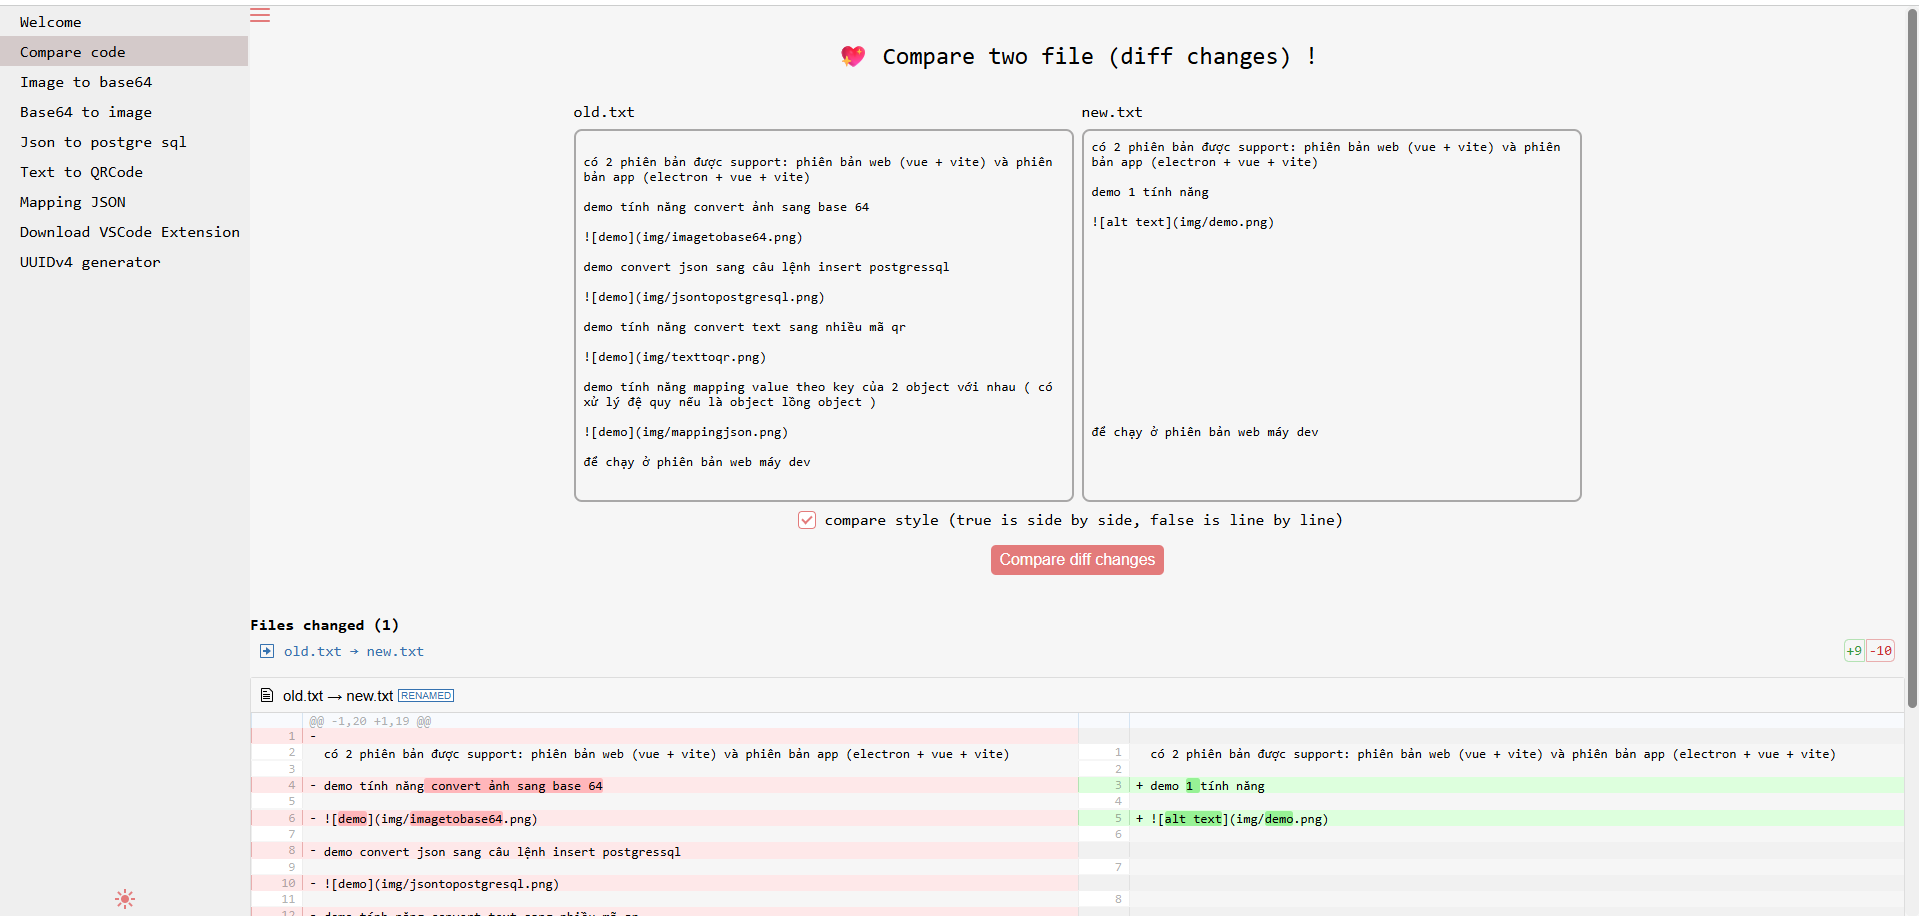 Welcome
Compare code
Image to base64
Base64 to image
Json to postgre sql
Text to QRCode
Mapping JSON
Download VSCode Extension
UUIDv4 generator
💖 Compare two file (diff changes) !
old.txt
có 2 phiên bản được support: phiên bản web (vue + vite) và phiên
bản app (electron + vue + vite)
demo tính năng convert ảnh sang base 64
![demo](img/imagetobase64.png)
demo convert json sang câu lệnh insert postgressql
![demo](img/jsontopostgresql.png)
demo tính năng convert text sang nhiều mã qr
![demo](img/texttoqr.png)
demo tính năng mapping value theo key của 2 object với nhau ( có
xử lý đệ quy nếu là object lồng object )
![demo](img/mappingjson.png)
để chạy ở phiên bản web máy dev
new.txt
có 2 phiên bản được support: phiên bản web (vue + vite) và phiên
bản app (electron + vue + vite)
demo 1 tính năng
![alt text](img/demo.png)
để chạy ở phiên bản web máy dev
compare style (true is side by side, false is line by line)
Compare diff changes
Files changed (1)
old.txt → new.txt
+9 -10
old.txt → new.txt RENAMED
@@ -1,20 +1,19 @@
1 -
2 có 2 phiên bản được support: phiên bản web (vue + vite) và phiên bản app (electron + vue + vite)
3
4 - demo tính năng convert ảnh sang base 64
5
6 - ![demo](img/imagetobase64.png)
7
8 - demo convert json sang câu lệnh insert postgressql
9
10 - ![demo](img/jsontopostgresql.png)
11
12 - demo tính năng convert text sang nhiều mã qr
1 có 2 phiên bản được support: phiên bản web (vue + vite) và phiên bản app (electron + vue + vite)
2
3 + demo 1 tính năng
4
5 + ![alt text](img/demo.png)
6
7
8